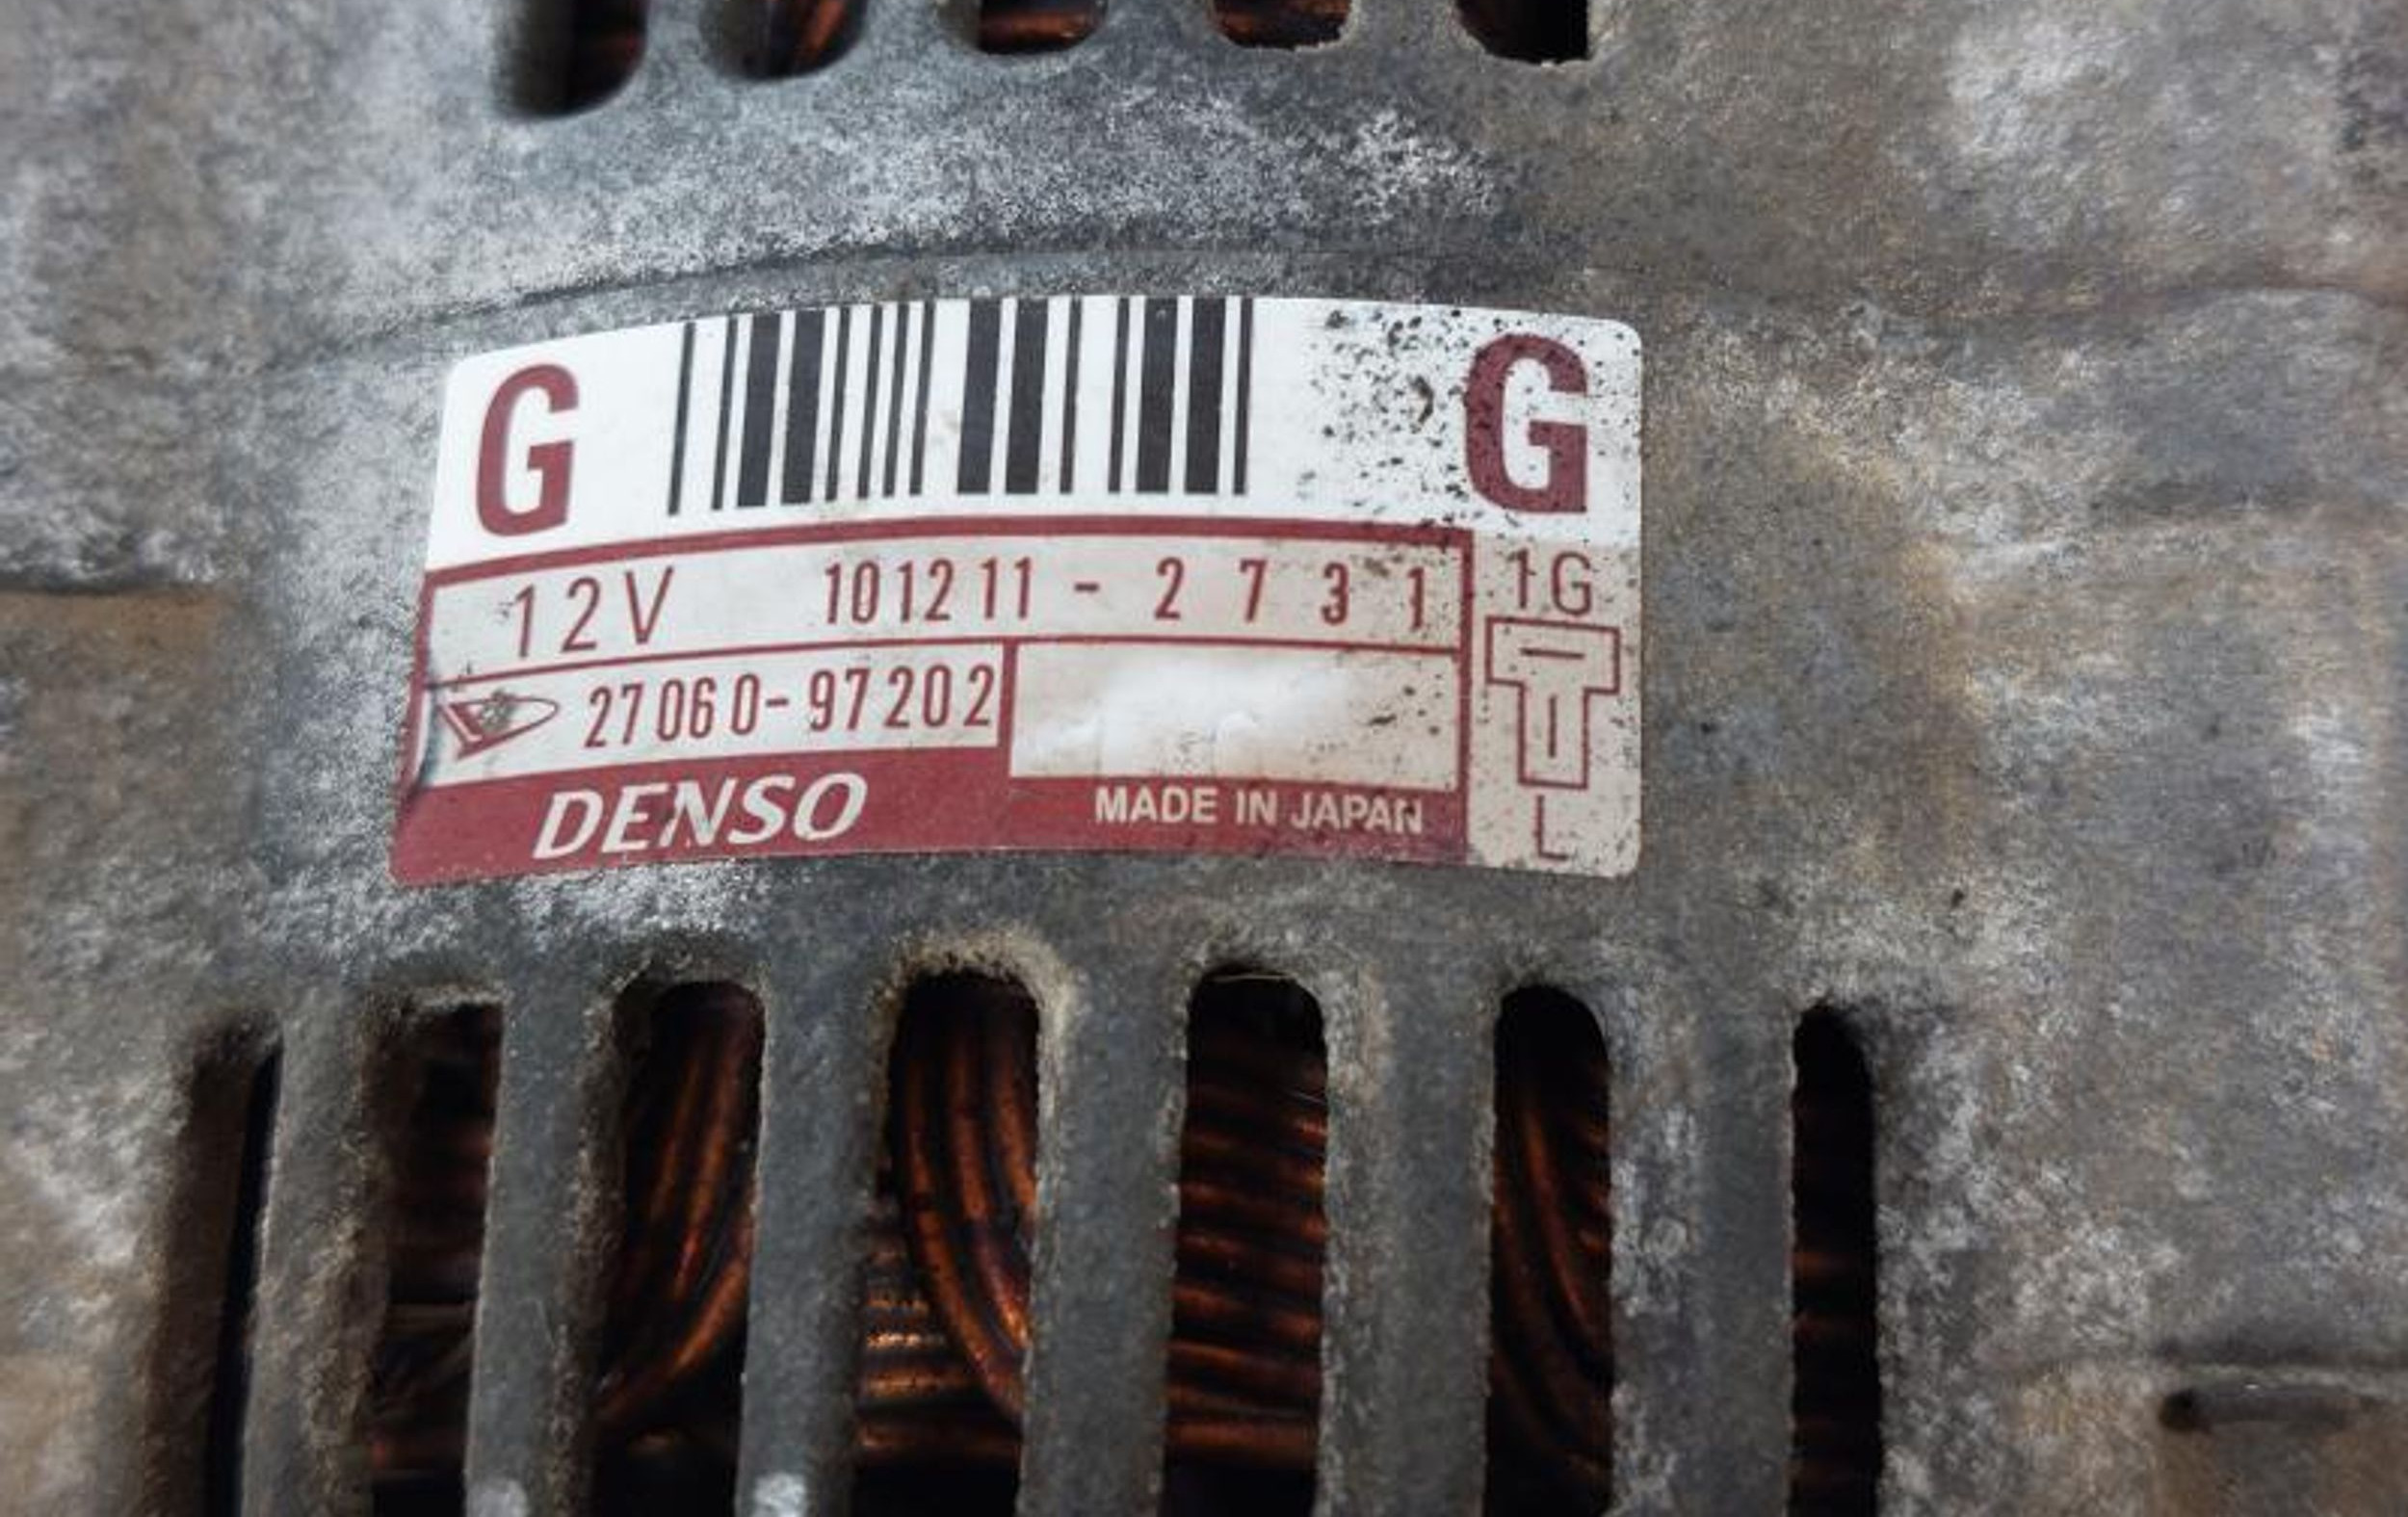 G G
12V 101211-2731
27060-97202
DENSO
MADE IN JAPAN
1G
T
L